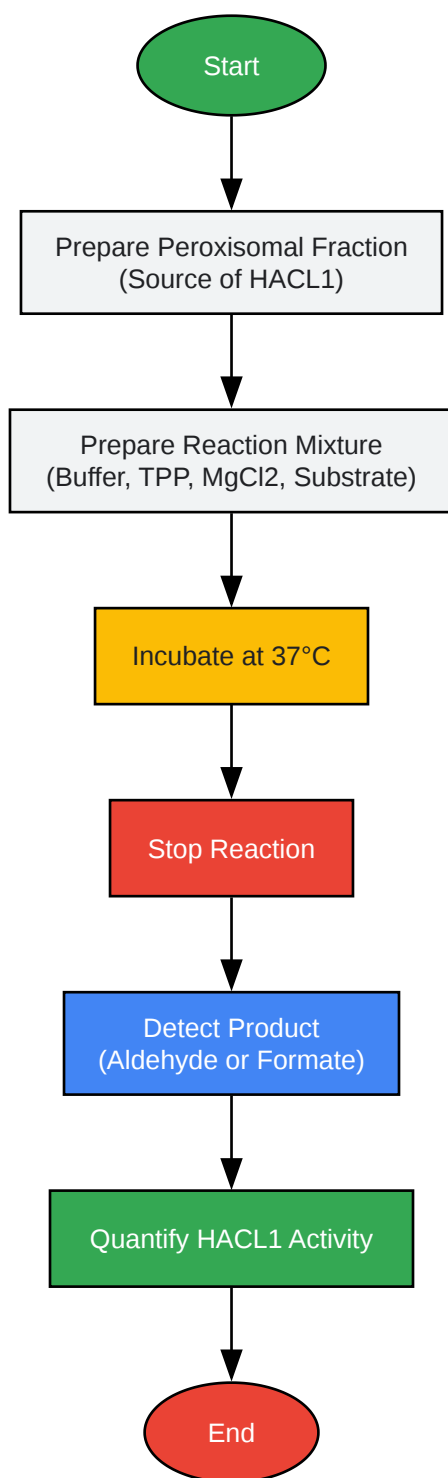 Start
Prepare Peroxisomal Fraction
(Source of HACL1)
Prepare Reaction Mixture
(Buffer, TPP, MgCl2, Substrate)
Incubate at 37°C
Stop Reaction
Detect Product
(Aldehyde or Formate)
Quantify HACL1 Activity
End